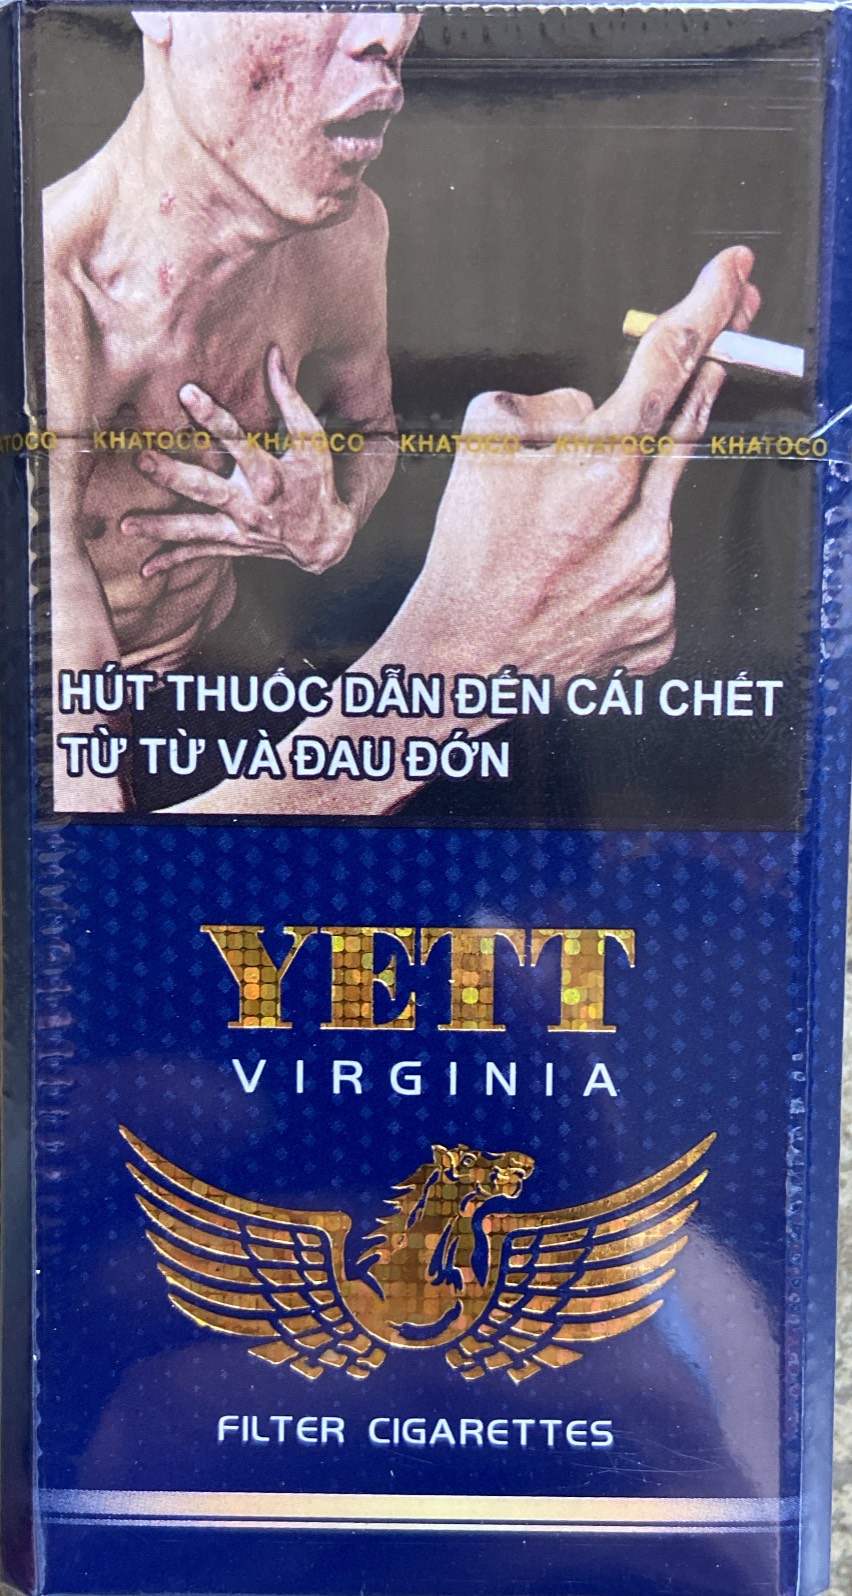 KHATOCO KHATOCO KHATOCO KHATOCO KHATOCO
HÚT THUỐC DẪN ĐẾN CÁI CHẾT
TỪ TỪ VÀ ĐAU ĐỚN
YETT
VIRGINIA
FILTER CIGARETTES